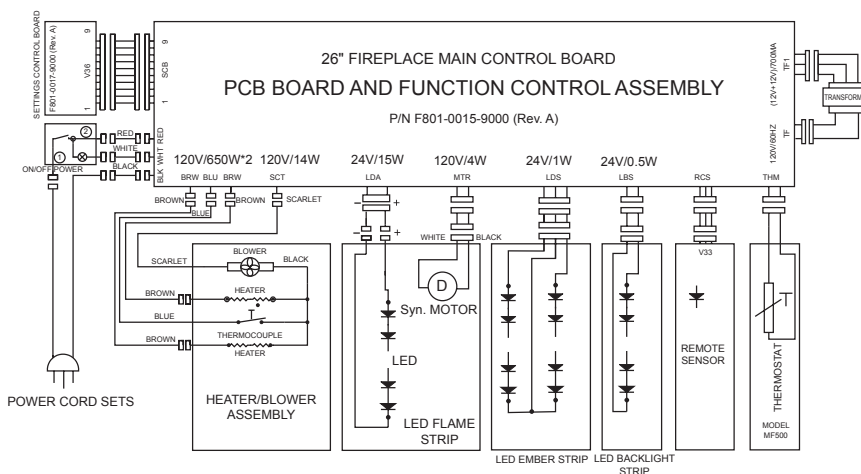 SETTINGS CONTROL BOARD
F801-0017-9000 (Rev. A)
9
V36
1
9
SCB
1
26" FIREPLACE MAIN CONTROL BOARD
PCB BOARD AND FUNCTION CONTROL ASSEMBLY
P/N F801-0015-9000 (Rev. A)
(12V+12V)/700MA
TF1
TRANSFORM
120V/60HZ
TF
②
①
ON/OFF POWER
RED
RED
WHITE
WHT
BLACK
BLK
120V/650W*2
120V/14W
24V/15W
120V/4W
24V/1W
24V/0.5W
BRW
BLU
BRW
SCT
LDA
MTR
LDS
LBS
RCS
THM
BROWN
BLUE
BROWN
SCARLET
−
+
−
+
WHITE
BLACK
V33
BLOWER
SCARLET
BLACK
BROWN
HEATER
BLUE
THERMOCOUPLE
BROWN
HEATER
HEATER/BLOWER
ASSEMBLY
D
Syn. MOTOR
LED
LED FLAME
STRIP
LED EMBER STRIP
LED BACKLIGHT
STRIP
REMOTE
SENSOR
THERMOSTAT
MODEL
MF500
POWER CORD SETS